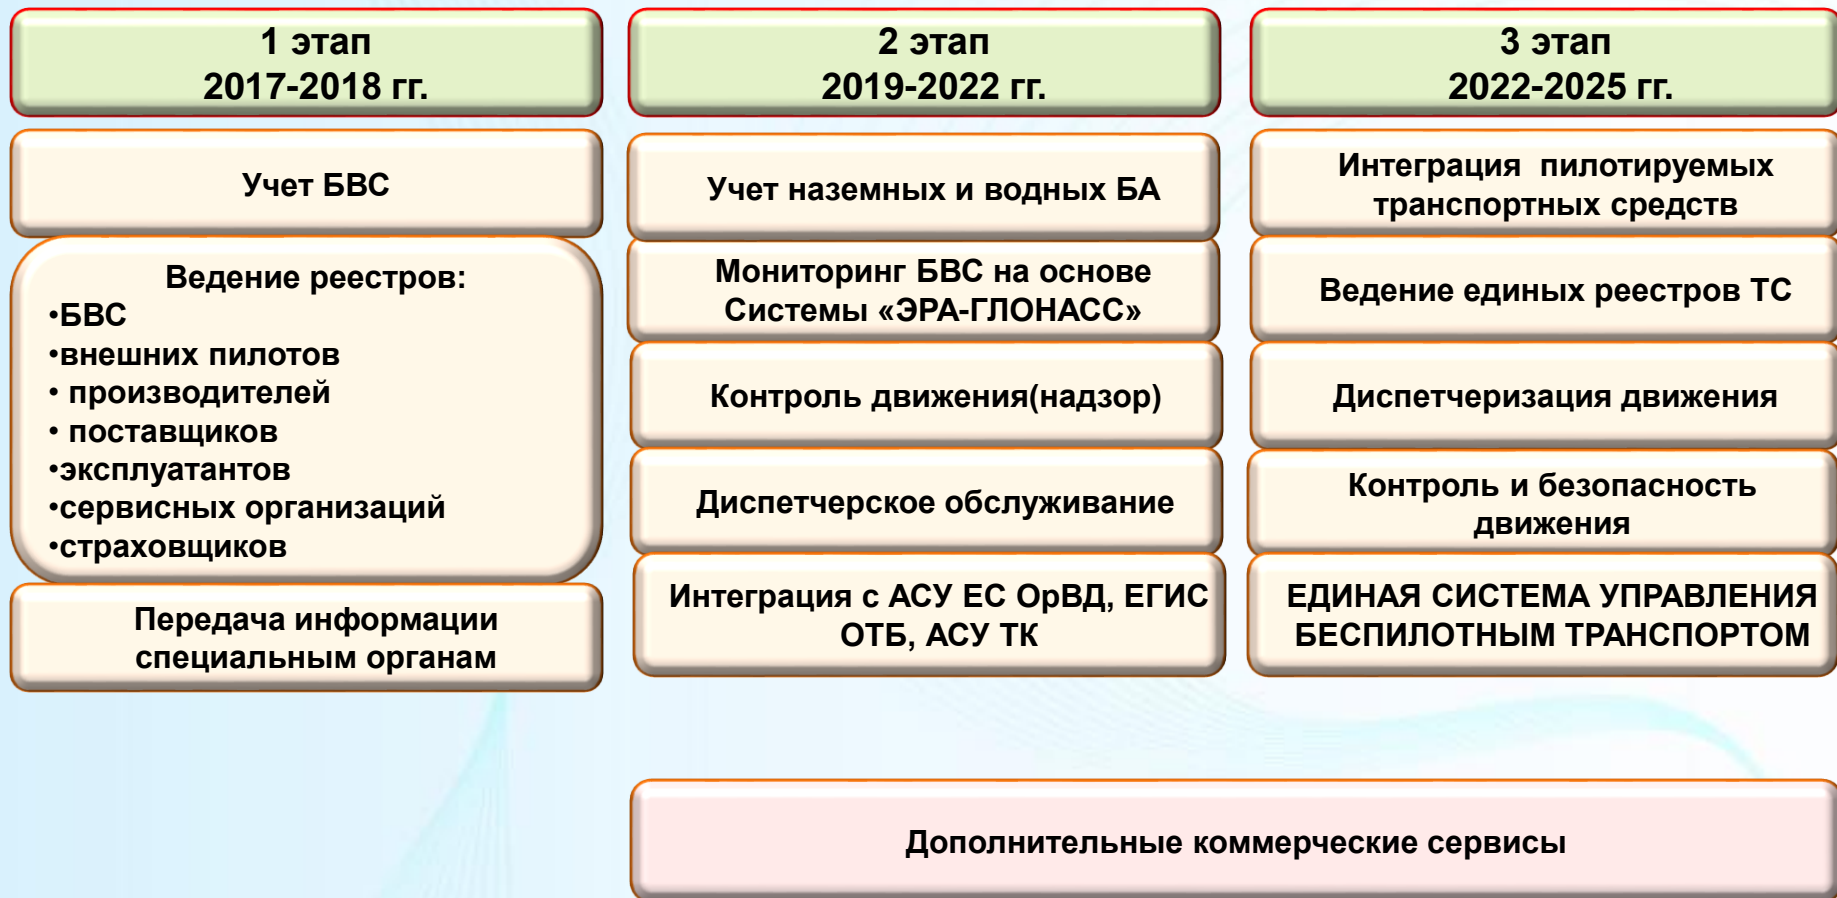 1 этап
2017-2018 гг.
Учет БВС
Ведение реестров:
•БВС
•внешних пилотов
• производителей
• поставщиков
•эксплуатантов
•сервисных организаций
•страховщиков
Передача информации
специальным органам
2 этап
2019-2022 гг.
Учет наземных и водных БА
Мониторинг БВС на основе
Системы «ЭРА-ГЛОНАСС»
Контроль движения(надзор)
Диспетчерское обслуживание
Интеграция с АСУ ЕС ОрВД, ЕГИС
ОТБ, АСУ ТК
3 этап
2022-2025 гг.
Интеграция  пилотируемых
транспортных средств
Ведение единых реестров ТС
Диспетчеризация движения
Контроль и безопасность
движения
ЕДИНАЯ СИСТЕМА УПРАВЛЕНИЯ
БЕСПИЛОТНЫМ ТРАНСПОРТОМ
Дополнительные коммерческие сервисы